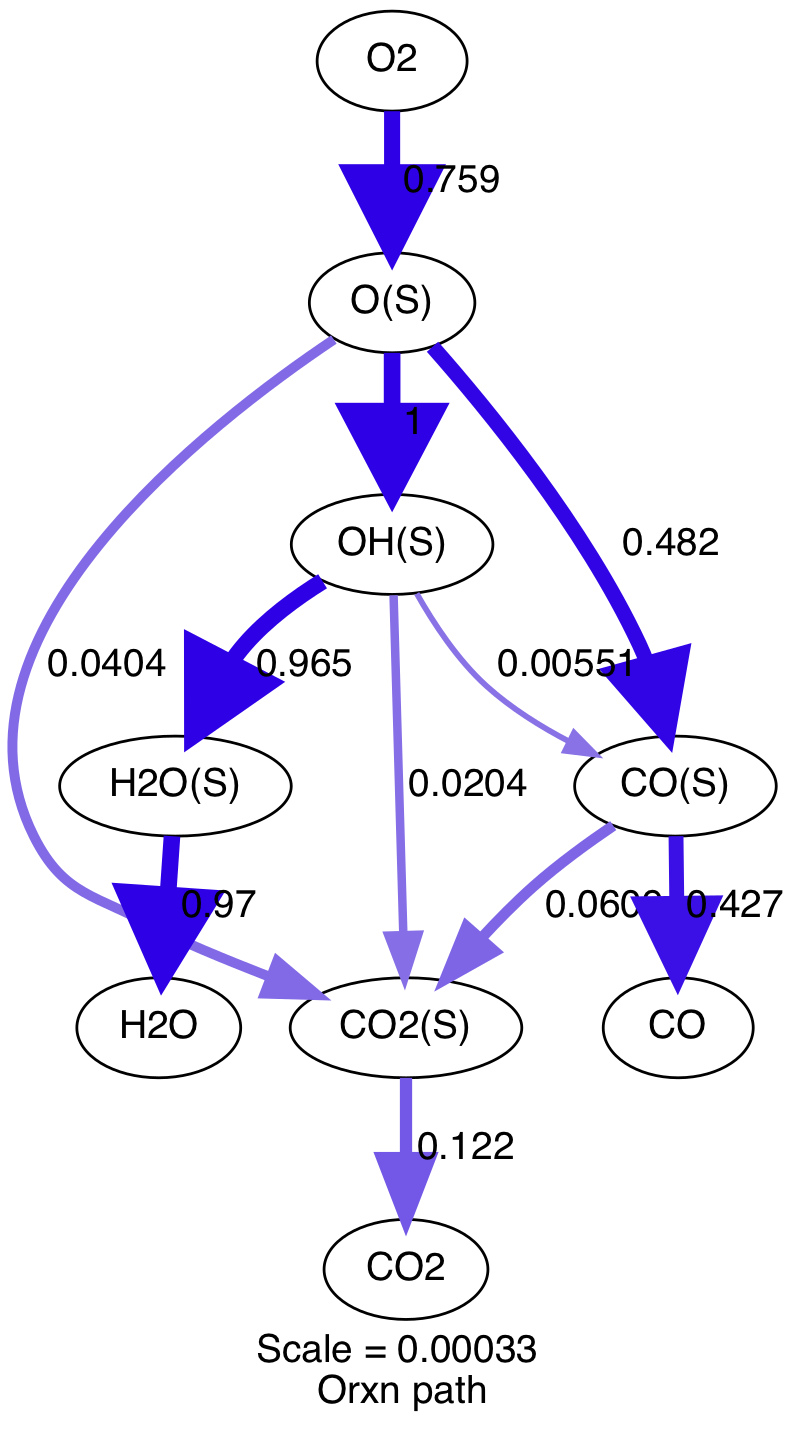 O2
0.759
O(S)
1
OH(S)
0.482
0.0404
0.965
0.00551
H2O(S)
0.0204
CO(S)
0.97
0.427
H2O
CO2(S)
CO
0.122
CO2
Scale = 0.00033
Orxn path